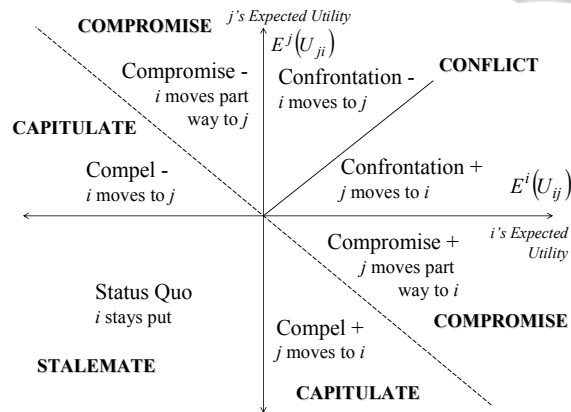 j's Expected Utility
COMPROMISE
E^j(U_ji)
Compromise -
i moves part
way to j
Confrontation -
i moves to j
CONFLICT
CAPITULATE
Compel -
i moves to j
Confrontation +
j moves to i
E^i(U_ij)
i's Expected
Utility
Compromise +
j moves part
way to i
Status Quo
i stays put
Compel +
j moves to i
COMPROMISE
STALEMATE
CAPITULATE